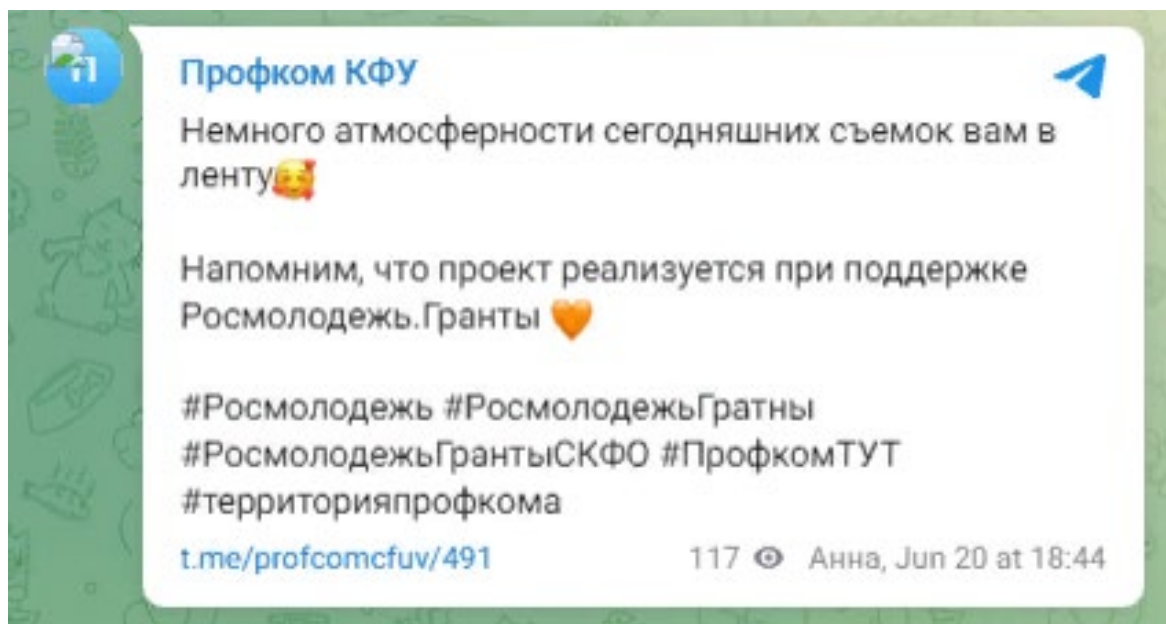 П
Профком КФУ
Немного атмосферности сегодняшних съемок вам в
ленту🥰
Напомним, что проект реализуется при поддержке
Росмолодежь.Гранты 🧡
#Росмолодежь #РосмолодежьГратны
#РосмолодежьГрантыСКФО #ПрофкомТУТ
#территорияпрофкома
t.me/profcomcfuv/491 117 Анна, Jun 20 at 18:44